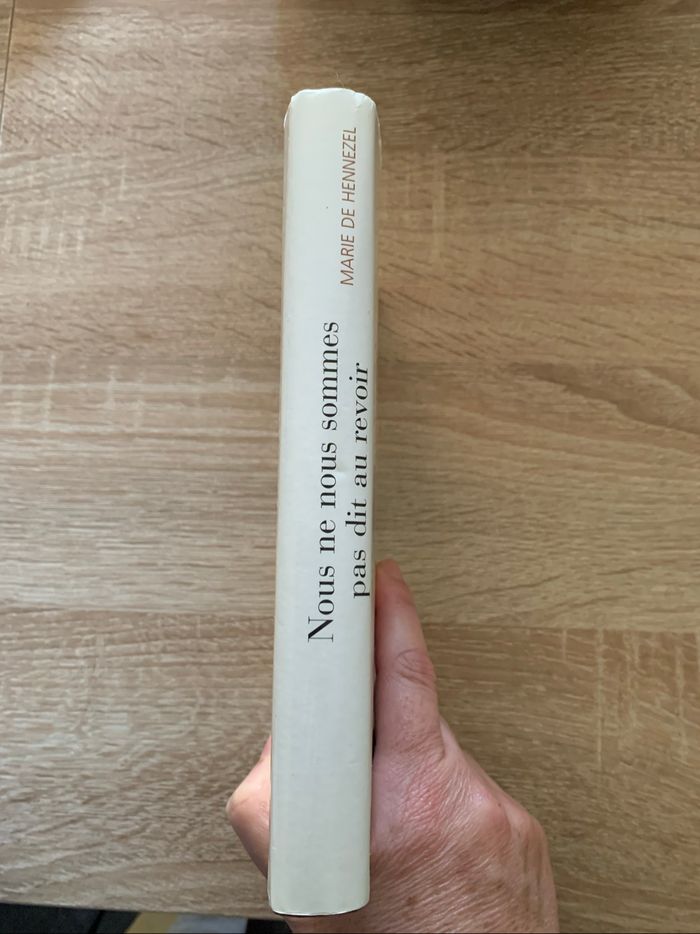 MARIE DE HENNEZEL
Nous ne nous sommes
pas dit au revoir